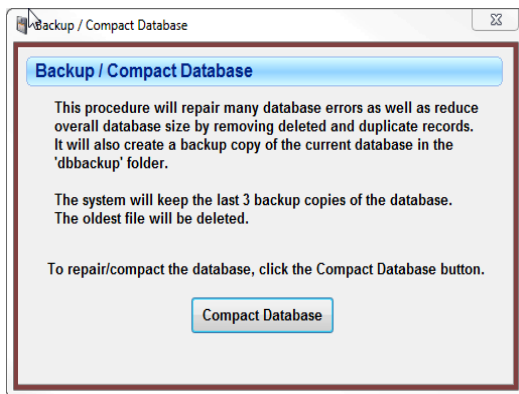 Backup / Compact Database
Backup / Compact Database
This procedure will repair many database errors as well as reduce
overall database size by removing deleted and duplicate records.
It will also create a backup copy of the current database in the
'dbbackup' folder.
The system will keep the last 3 backup copies of the database.
The oldest file will be deleted.
To repair/compact the database, click the Compact Database button.
Compact Database